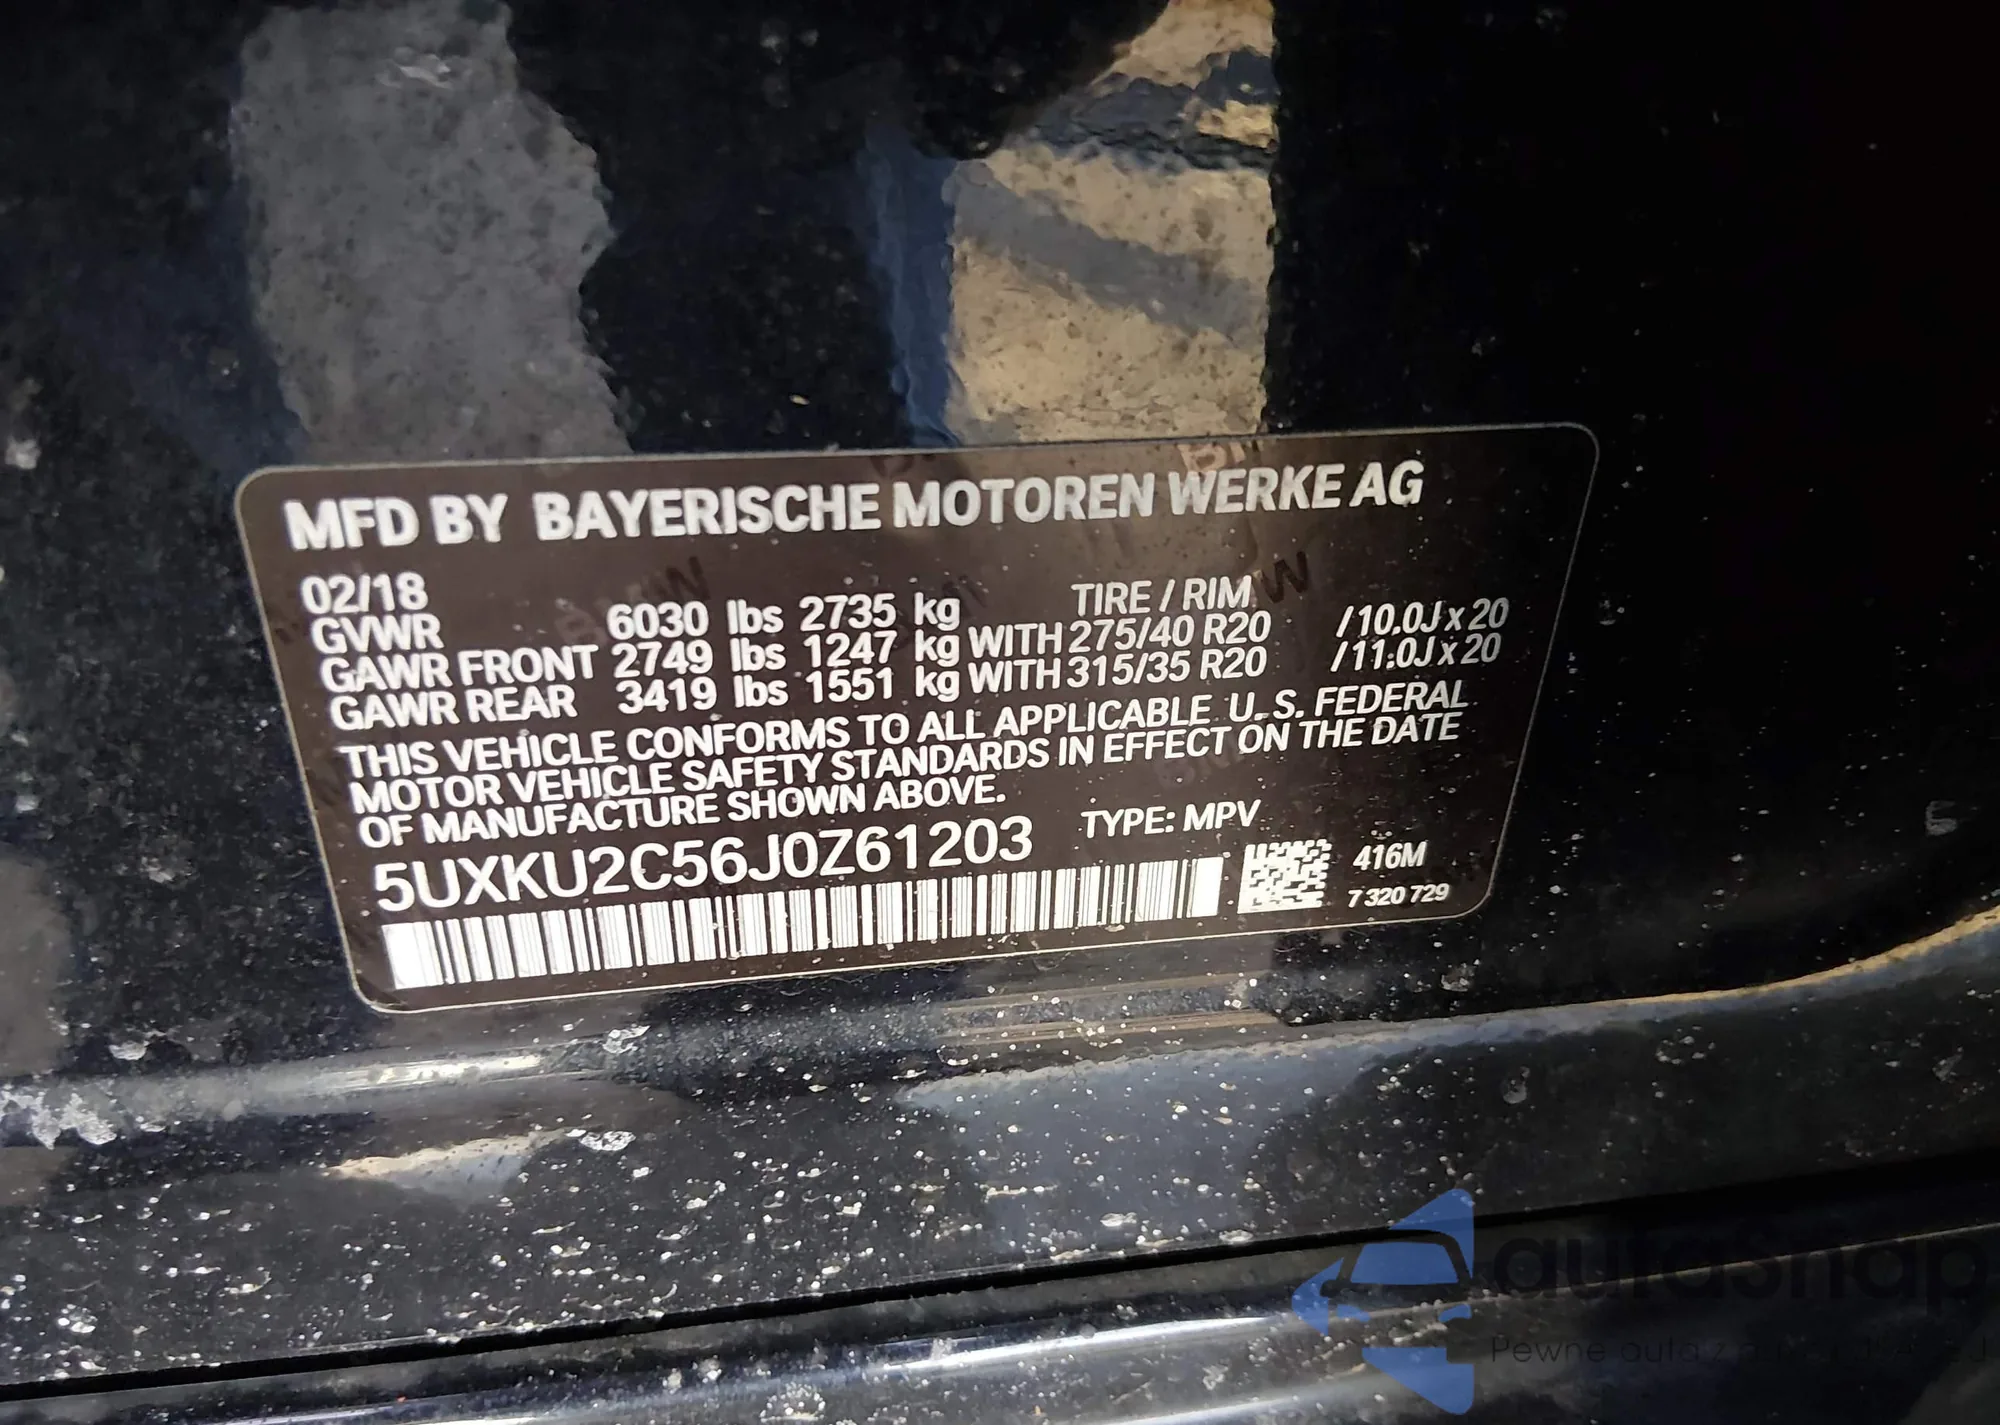 MFD BY BAYERISCHE MOTOREN WERKE AG
02/18 TIRE / RIM
GVWR 6030 lbs 2735 kg
GAWR FRONT 2749 lbs 1247 kg WITH 275/40 R20 /10.0J x 20
GAWR REAR 3419 lbs 1551 kg WITH 315/35 R20 /11.0J x 20
THIS VEHICLE CONFORMS TO ALL APPLICABLE U.S. FEDERAL
MOTOR VEHICLE SAFETY STANDARDS IN EFFECT ON THE DATE
OF MANUFACTURE SHOWN ABOVE.
5UXKU2C56J0Z61203 TYPE: MPV
416M
7 320 729
autasnap
Pewne auta z